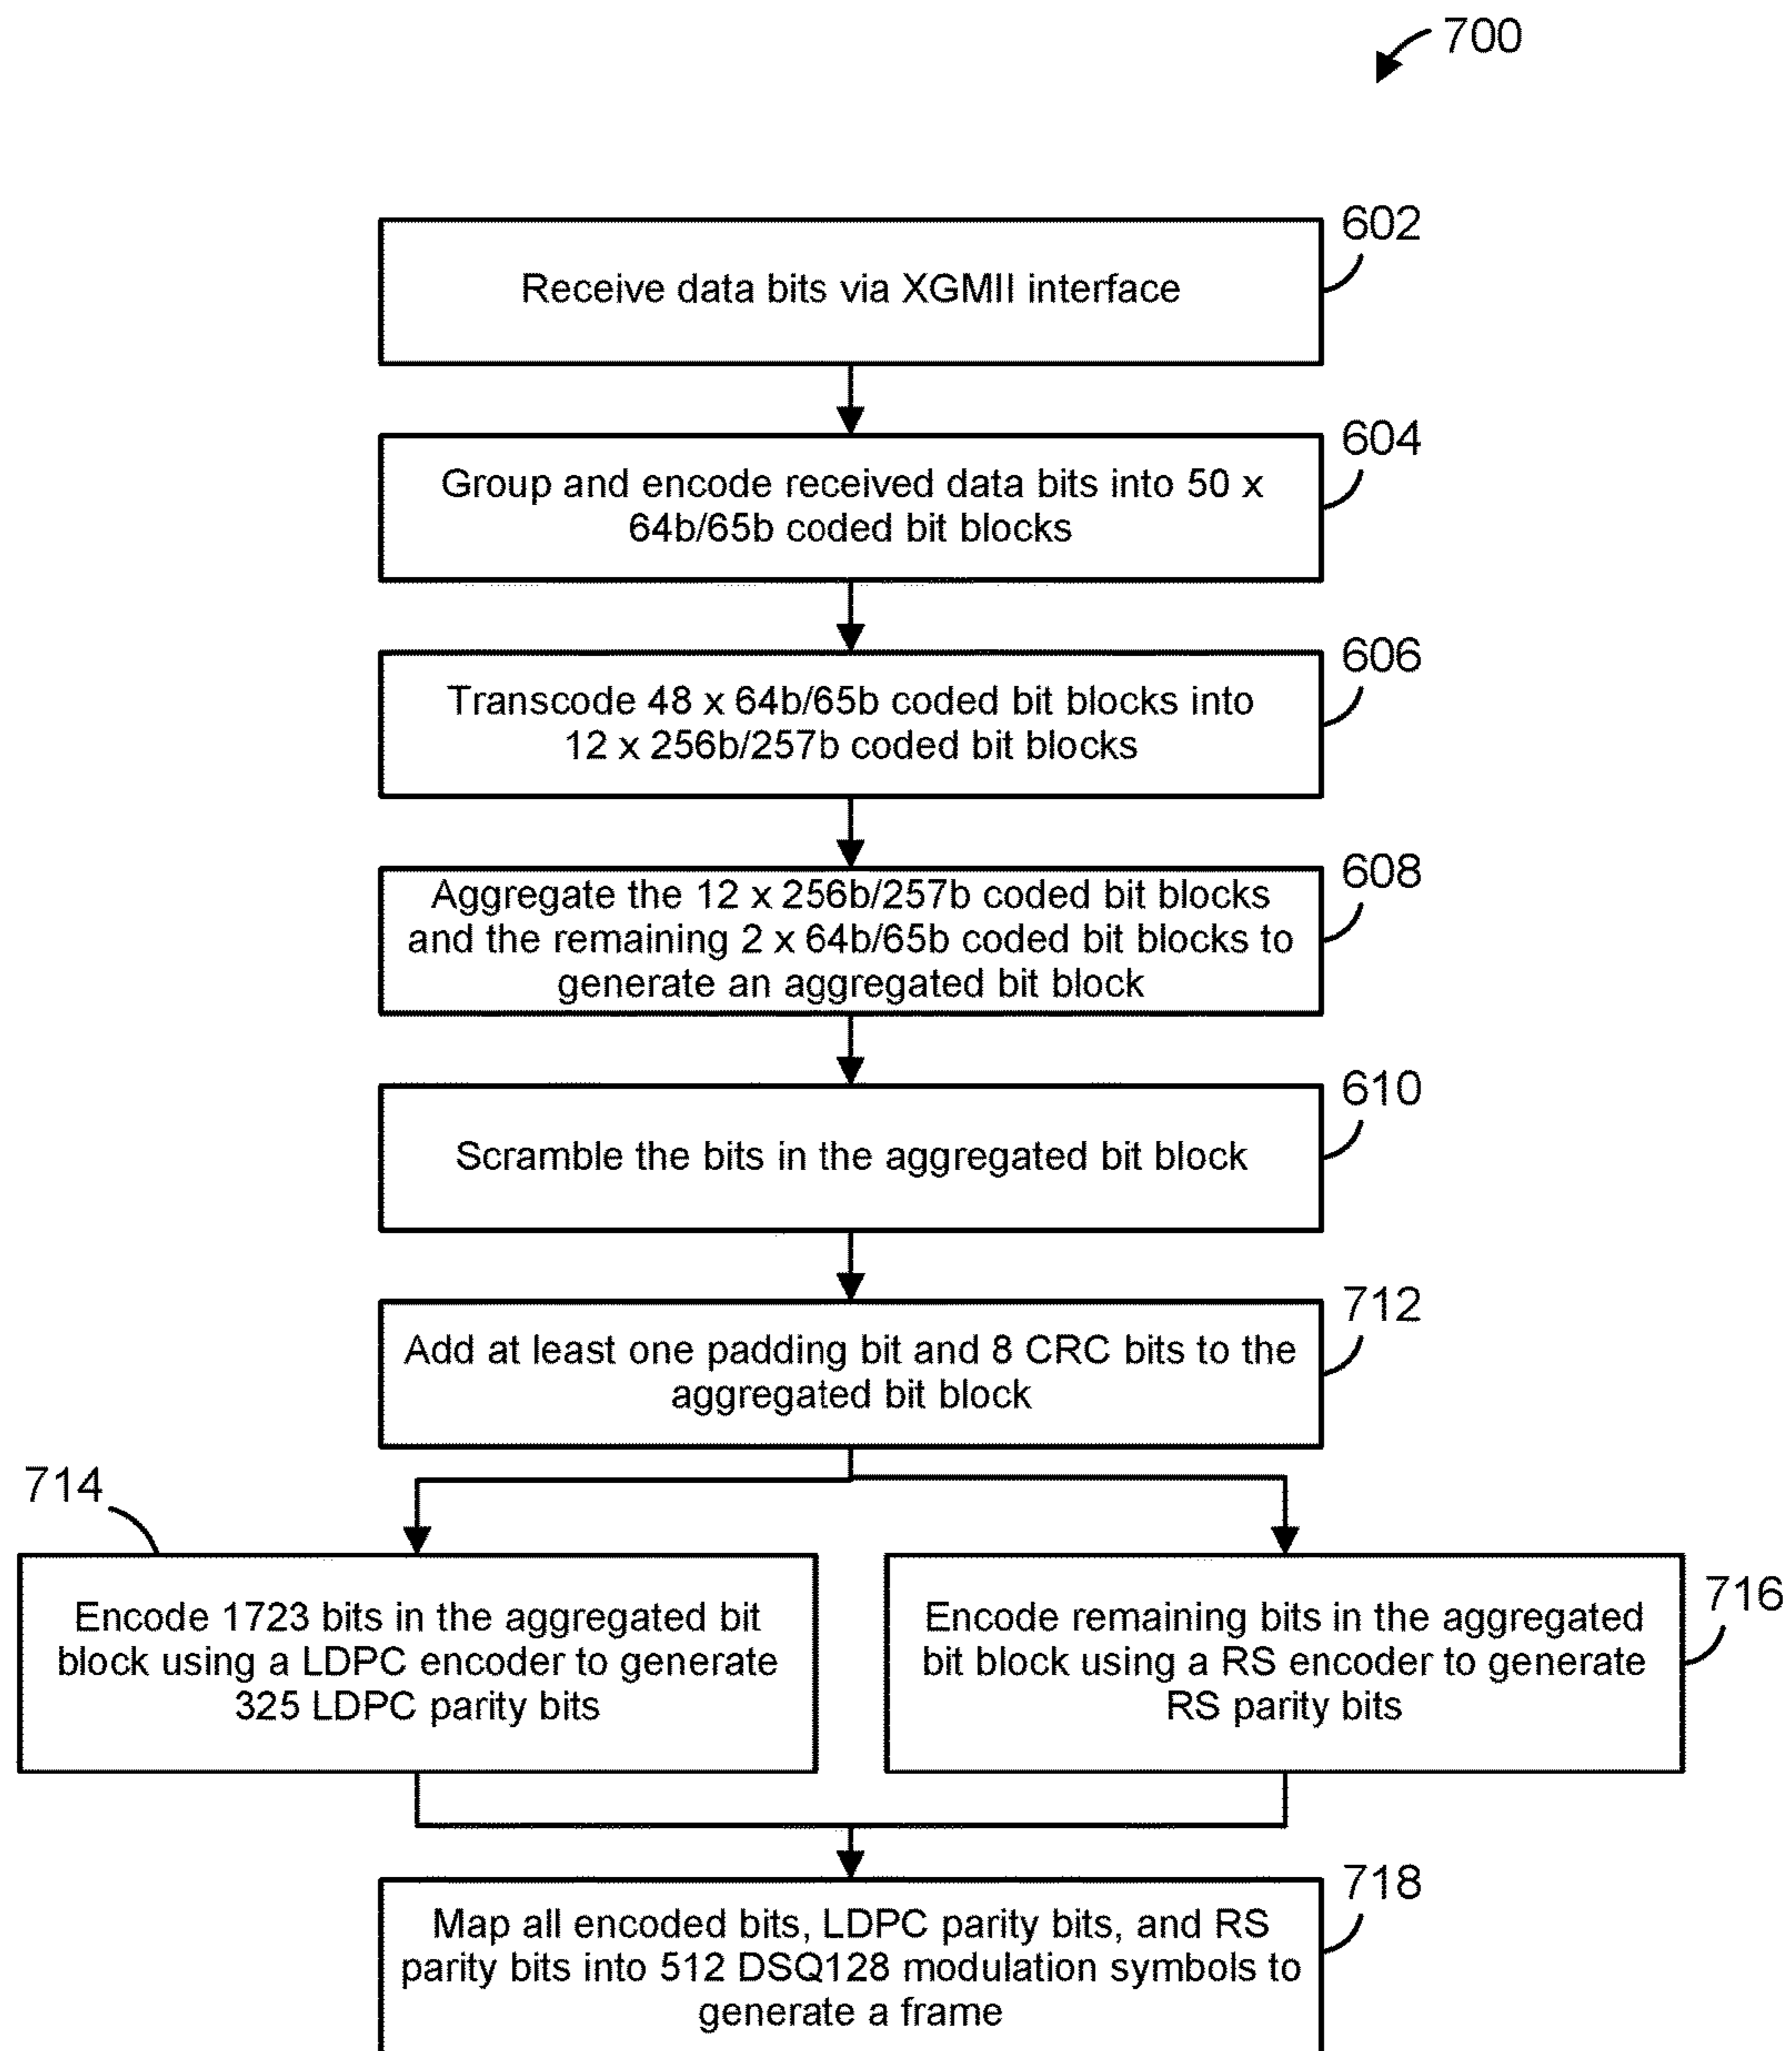 700
602
Receive data bits via XGMII interface
604
Group and encode received data bits into 50 x
64b/65b coded bit blocks
606
Transcode 48 x 64b/65b coded bit blocks into
12 x 256b/257b coded bit blocks
608
Aggregate the 12 x 256b/257b coded bit blocks
and the remaining 2 x 64b/65b coded bit blocks to
generate an aggregated bit block
610
Scramble the bits in the aggregated bit block
712
Add at least one padding bit and 8 CRC bits to the
aggregated bit block
714
Encode 1723 bits in the aggregated bit
block using a LDPC encoder to generate
325 LDPC parity bits
716
Encode remaining bits in the aggregated
bit block using a RS encoder to generate
RS parity bits
718
Map all encoded bits, LDPC parity bits, and RS
parity bits into 512 DSQ128 modulation symbols to
generate a frame